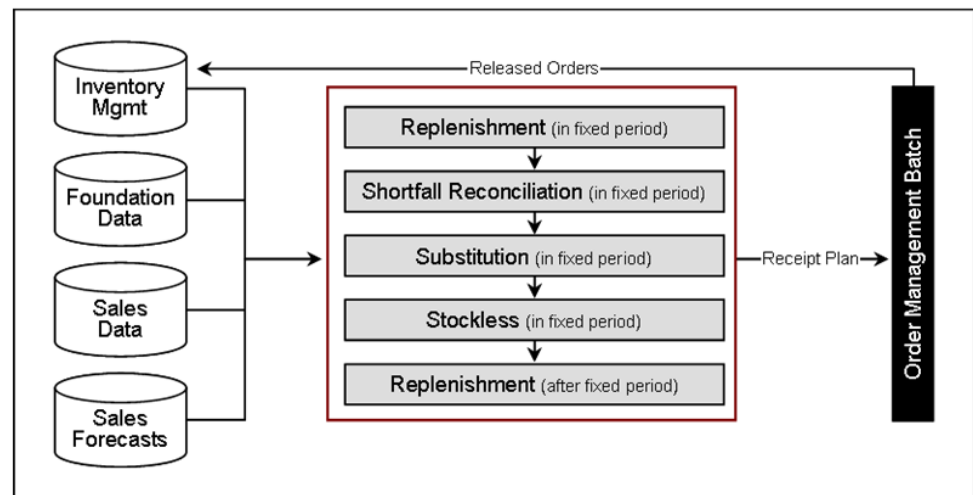 Released Orders
Inventory
Mgmt
Foundation
Data
Sales
Data
Sales
Forecasts
Replenishment (in fixed period)
Shortfall Reconciliation (in fixed period)
Substitution (in fixed period)
Stockless (in fixed period)
Replenishment (after fixed period)
Receipt Plan
Order Management Batch